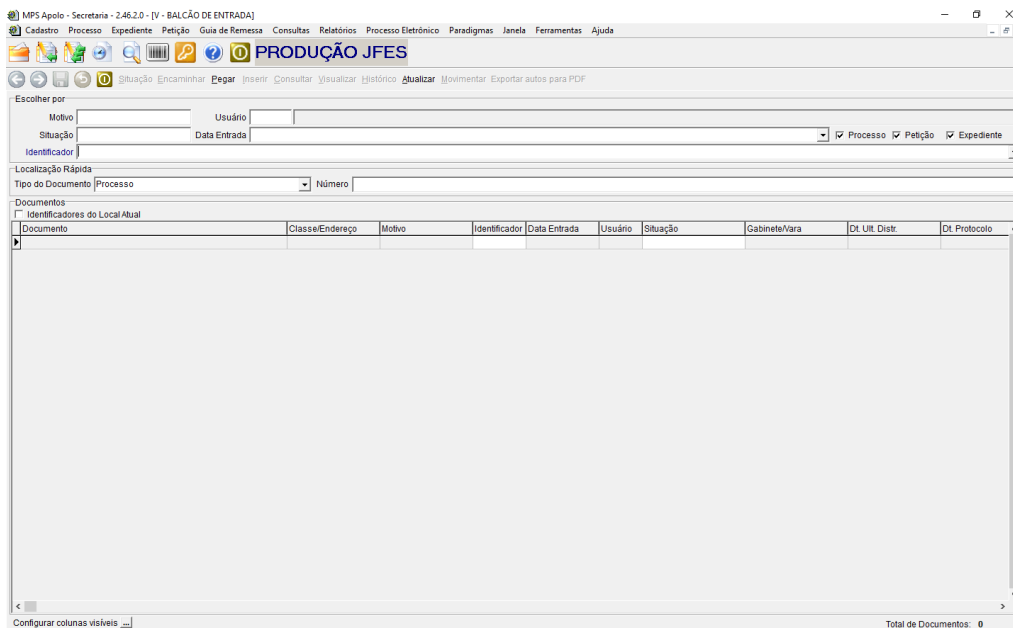 MPS Apolo - Secretaria - 2.46.2.0 - [V - BALCÃO DE ENTRADA]
Cadastro Processo Expediente Petição Guia de Remessa Consultas Relatórios Processo Eletrônico Paradigmas Janela Ferramentas Ajuda
PRODUÇÃO JFES
Situação Encaminhar Pegar Inserir Consultar Visualizar Histórico Atualizar Movimentar Exportar autos para PDF
Escolher por
Motivo Usuário
Situação Data Entrada Processo Petição Expediente
Identificador
Localização Rápida
Tipo do Documento Processo Número
Documentos
Identificadores do Local Atual
Documento Classe/Endereço Motivo Identificador Data Entrada Usuário Situação Gabinete/Vara Dt. Ult. Distr. Dt. Protocolo
Configurar colunas visíveis ... Total de Documentos: 0